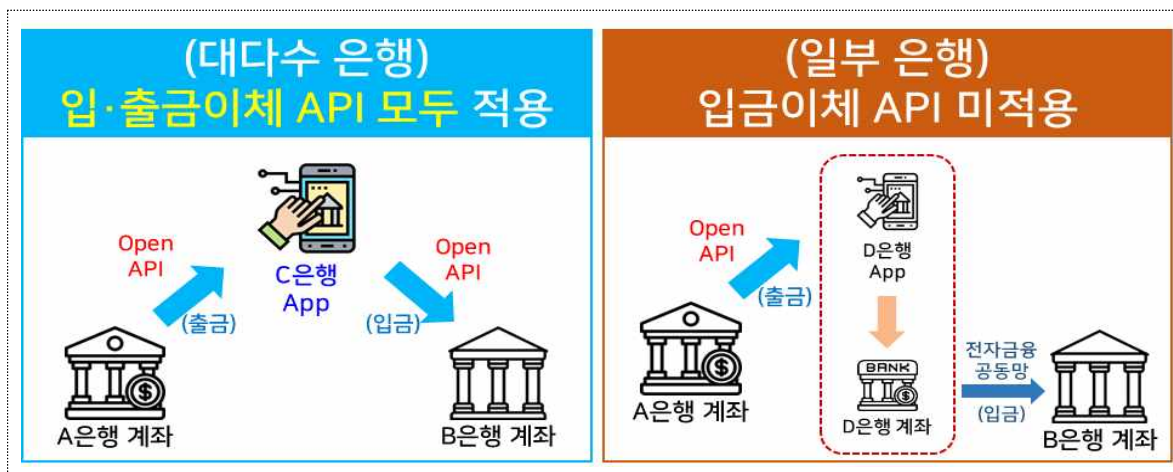 (대다수 은행)
입·출금이체 API 모두 적용
Open
API
(출금)
C은행
App
Open
API
(입금)
A은행 계좌
B은행 계좌
(일부 은행)
입금이체 API 미적용
Open
API
(출금)
D은행
App
BANK
D은행 계좌
전자금융
공동망
(입금)
A은행 계좌
B은행 계좌